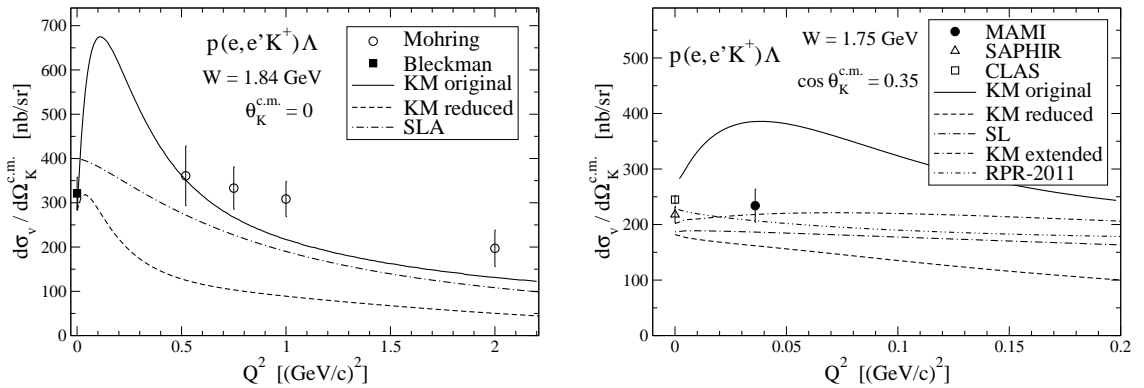 700
600
500
400
300
200
100
0
dσ_v / dΩ_K^c.m. [nb/sr]
p(e,e'K⁺)Λ
W = 1.84 GeV
θ_K^c.m. = 0
Mohring
Bleckman
KM original
KM reduced
SLA
0
0.5
1
1.5
2
Q² [(GeV/c)²]
500
400
300
200
100
0
dσ_v / dΩ_K^c.m. [nb/sr]
p(e,e'K⁺)Λ
W = 1.75 GeV
cos θ_K^c.m. = 0.35
MAMI
SAPHIR
CLAS
KM original
KM reduced
SL
KM extended
RPR-2011
0
0.05
0.1
0.15
0.2
Q² [(GeV/c)²]